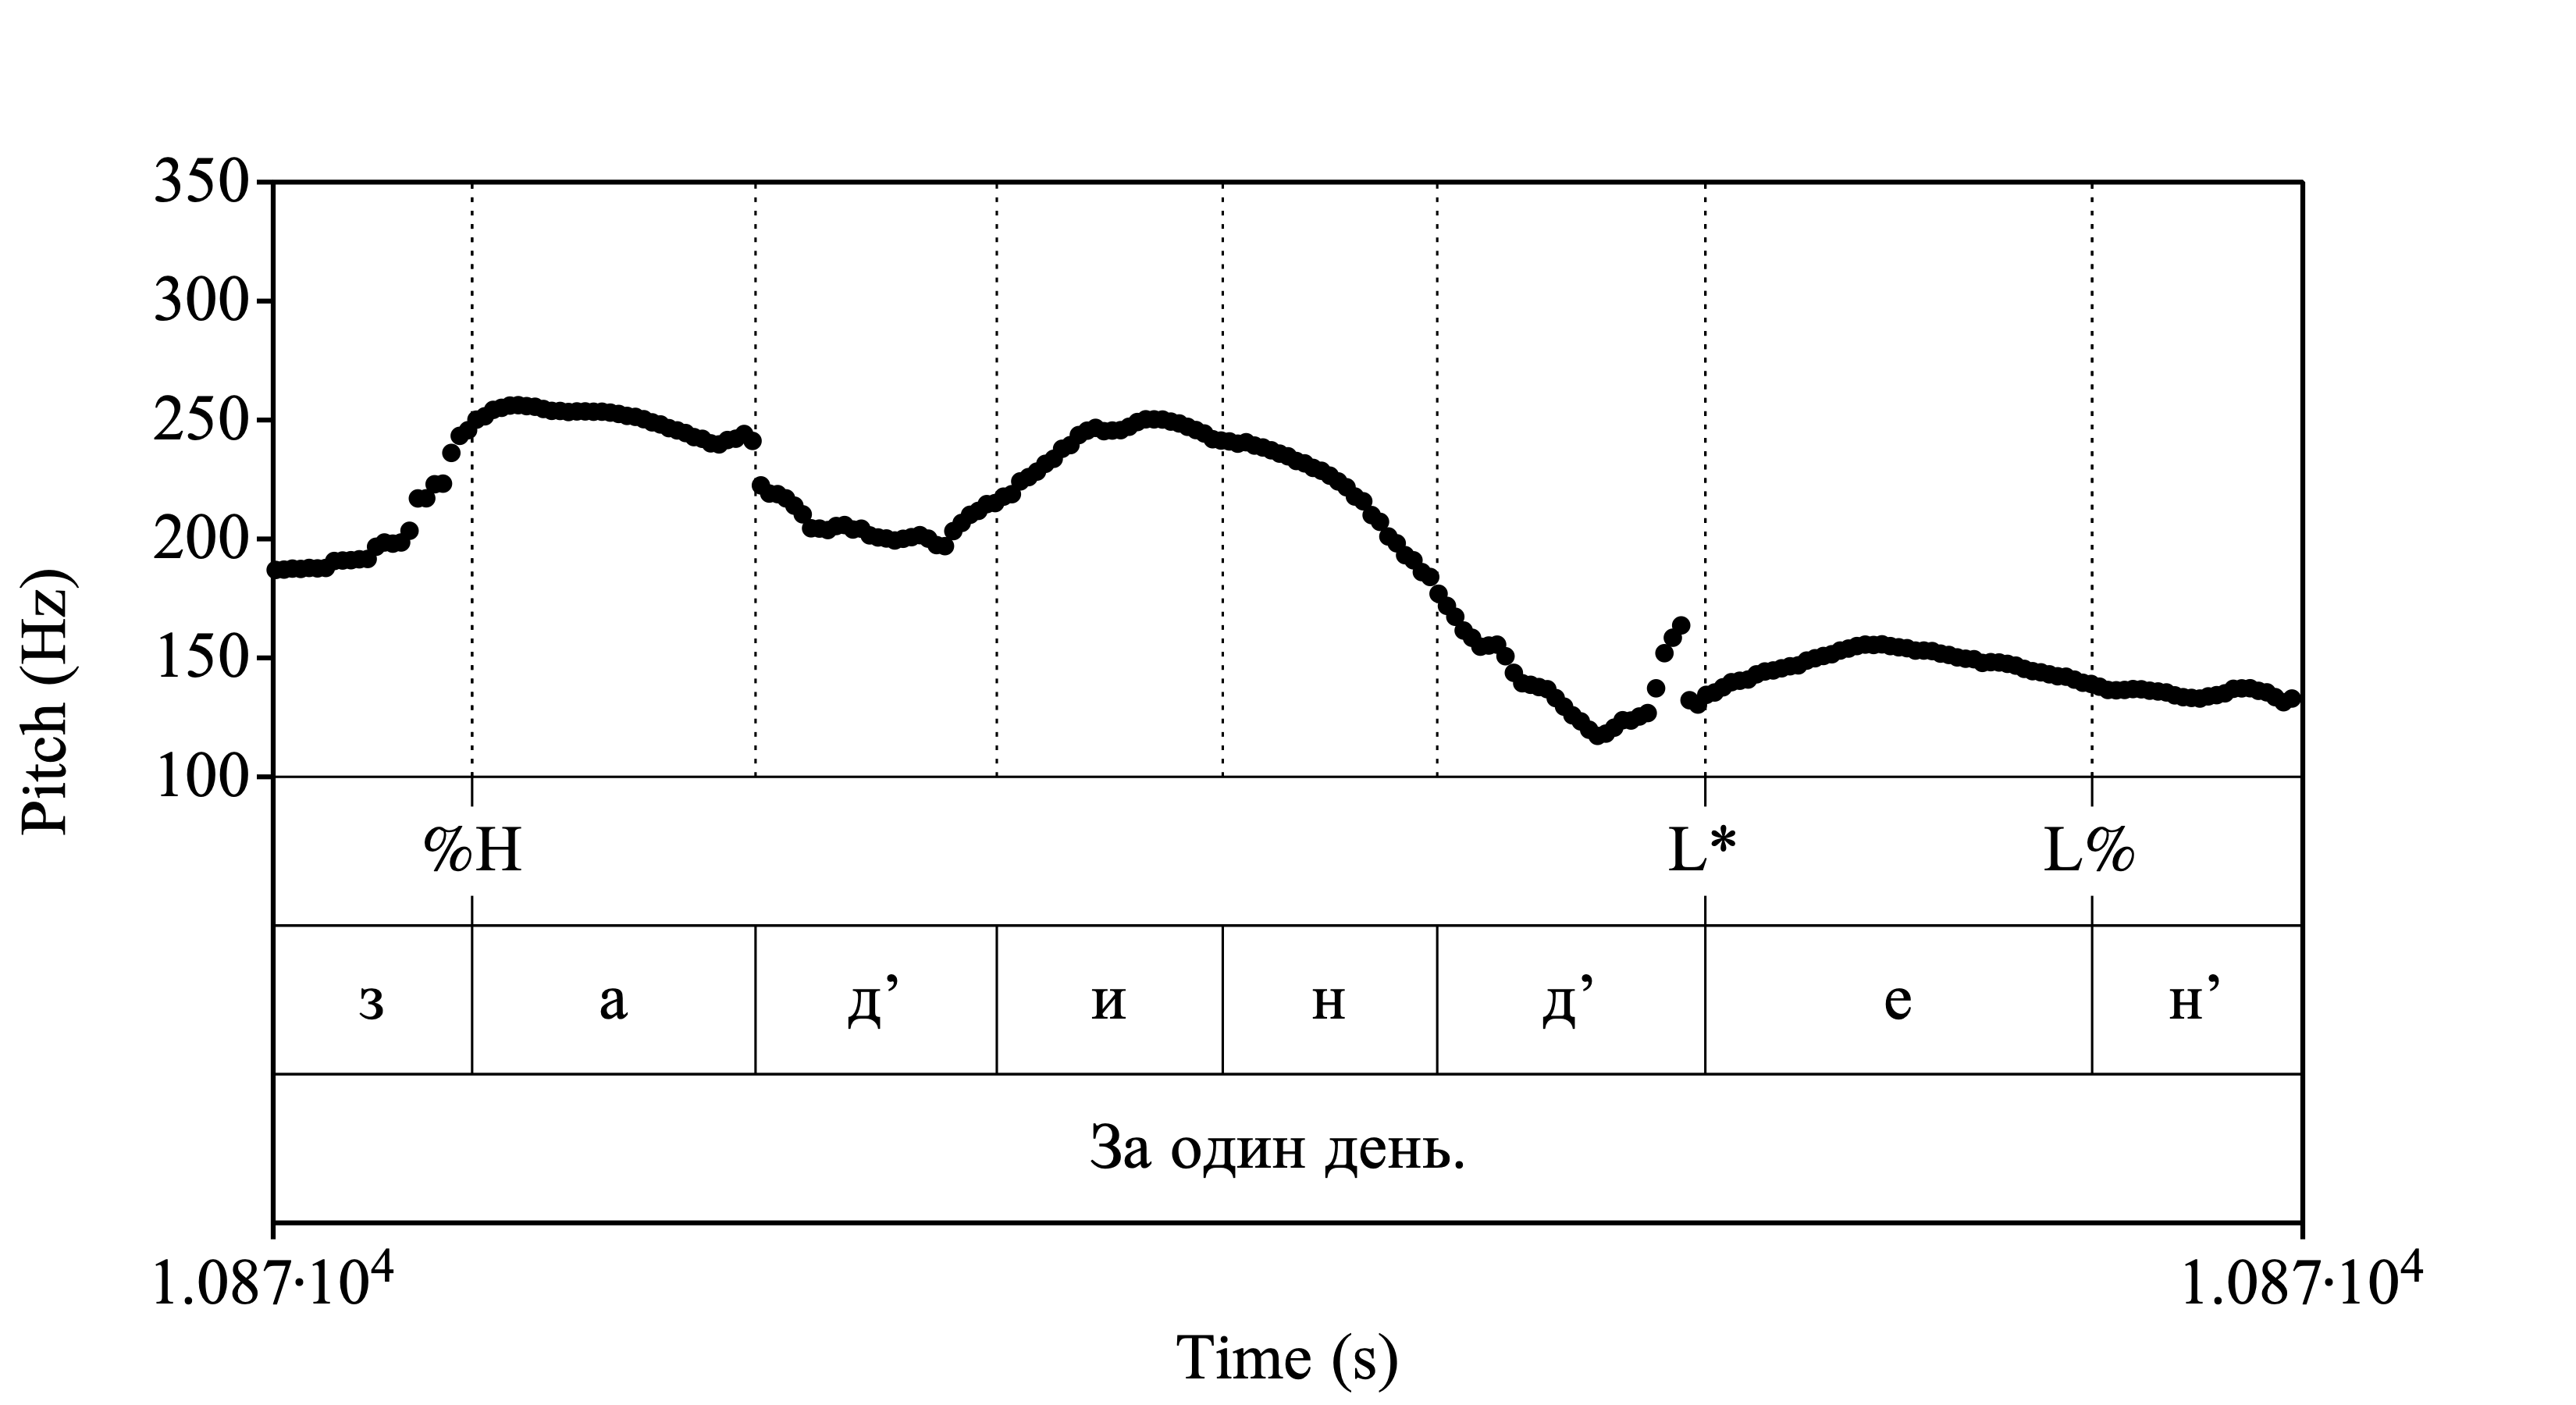 350
300
250
200
150
100
Pitch (Hz)
%H L* L%
з а д’ и н д’ е н’
За один день.
1.087·10⁴ 1.087·10⁴
Time (s)